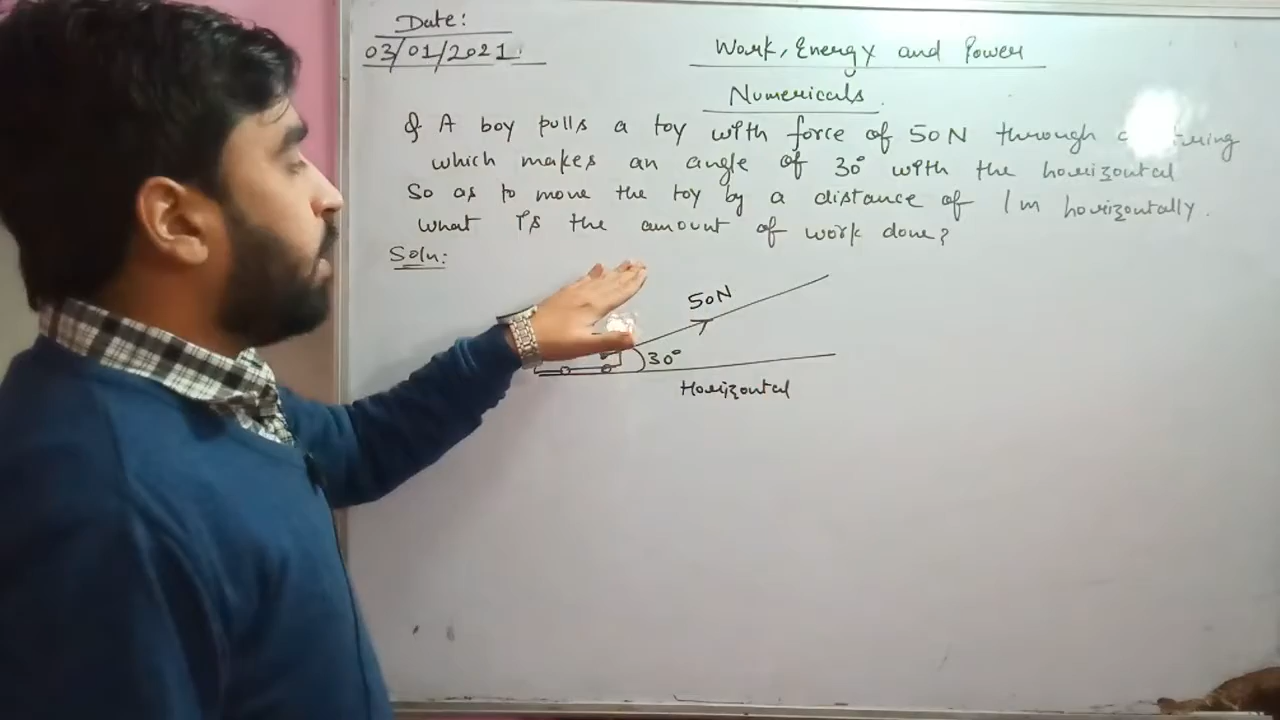 Date:
03/01/2021.
Work, Energy and Power
Numericals.
Q A boy pulls a toy with force of 50N through
which makes an angle of 30° with the horizontal
So as to move the toy by a distance of 1m horizontally.
what is the amount of work done?
Soln:
50N
30°
Horizontal